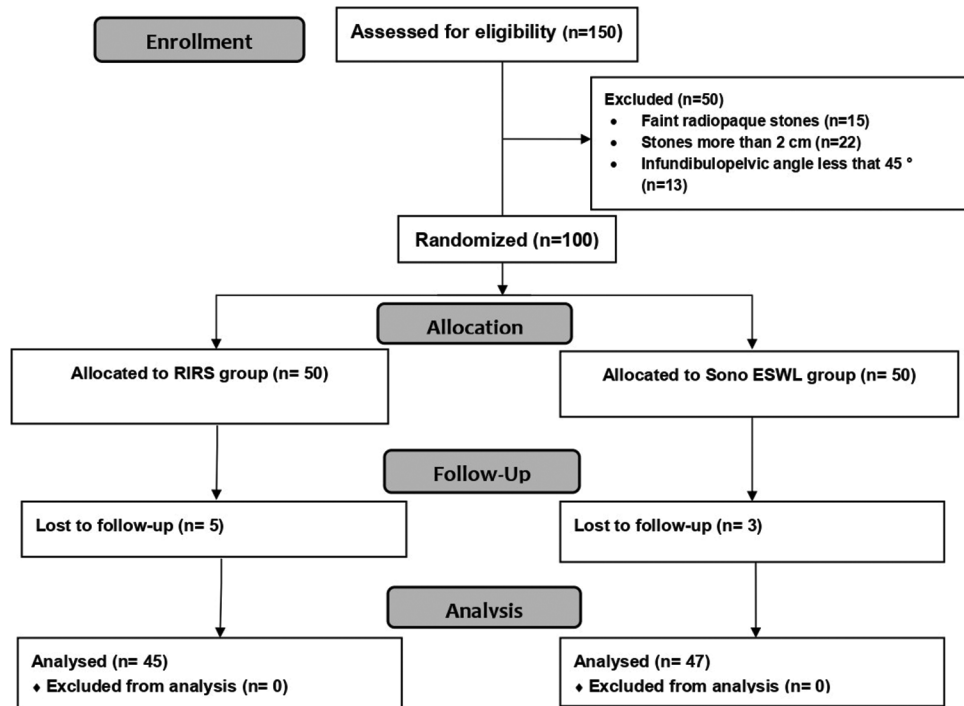 Enrollment
Assessed for eligibility (n=150)
Excluded (n=50)
• Faint radiopaque stones (n=15)
• Stones more than 2 cm (n=22)
• Infundibulopelvic angle less that 45 °
(n=13)
Randomized (n=100)
Allocation
Allocated to RIRS group (n= 50)
Allocated to Sono ESWL group (n= 50)
Follow-Up
Lost to follow-up (n= 5)
Lost to follow-up (n= 3)
Analysis
Analysed (n= 45)
♦ Excluded from analysis (n= 0)
Analysed (n= 47)
♦ Excluded from analysis (n= 0)